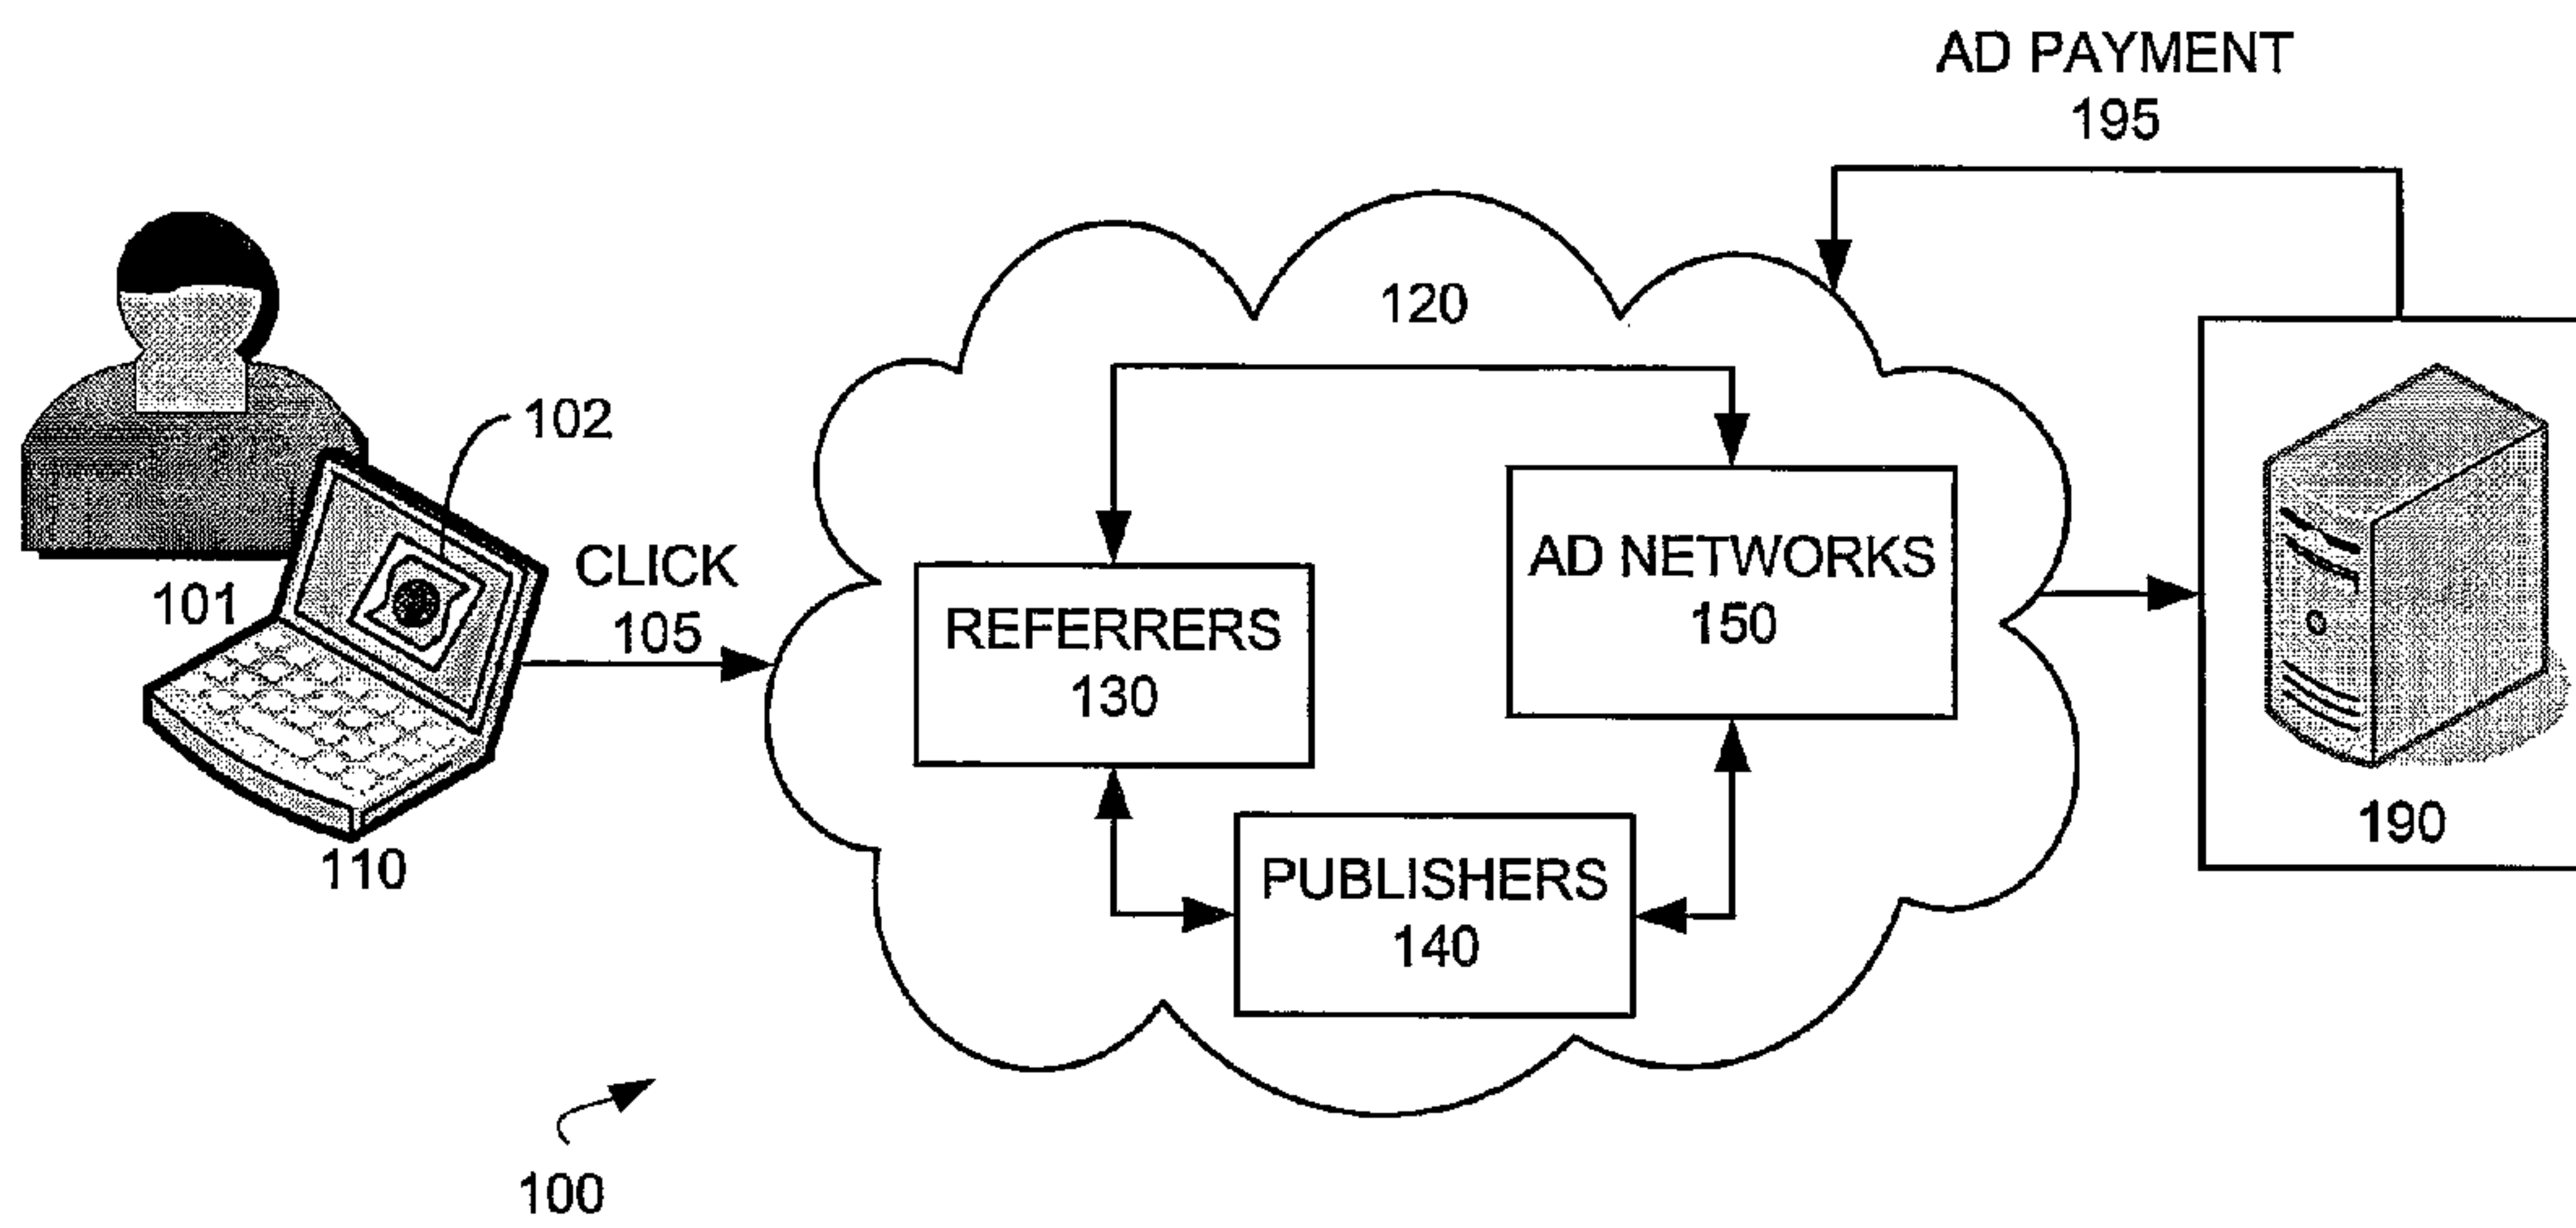 AD PAYMENT
195
120
102
CLICK
105
101
110
REFERRERS
130
AD NETWORKS
150
PUBLISHERS
140
190
100